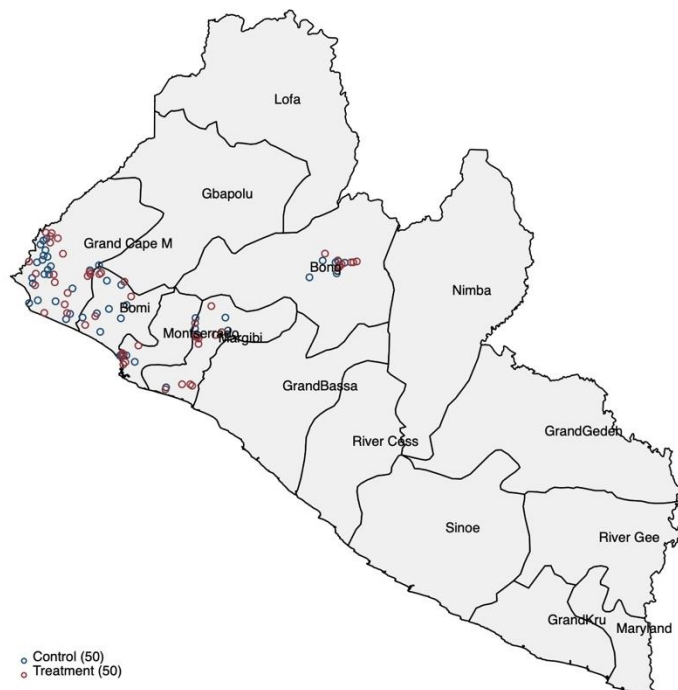 Lofa
Gbapolu
Grand Cape M
Bong
Nimba
Bomi
Montserrado
Margibi
GrandBassa
River Cess
GrandGedeh
Sinoe
River Gee
GrandKru
Maryland
Control (50)
Treatment (50)